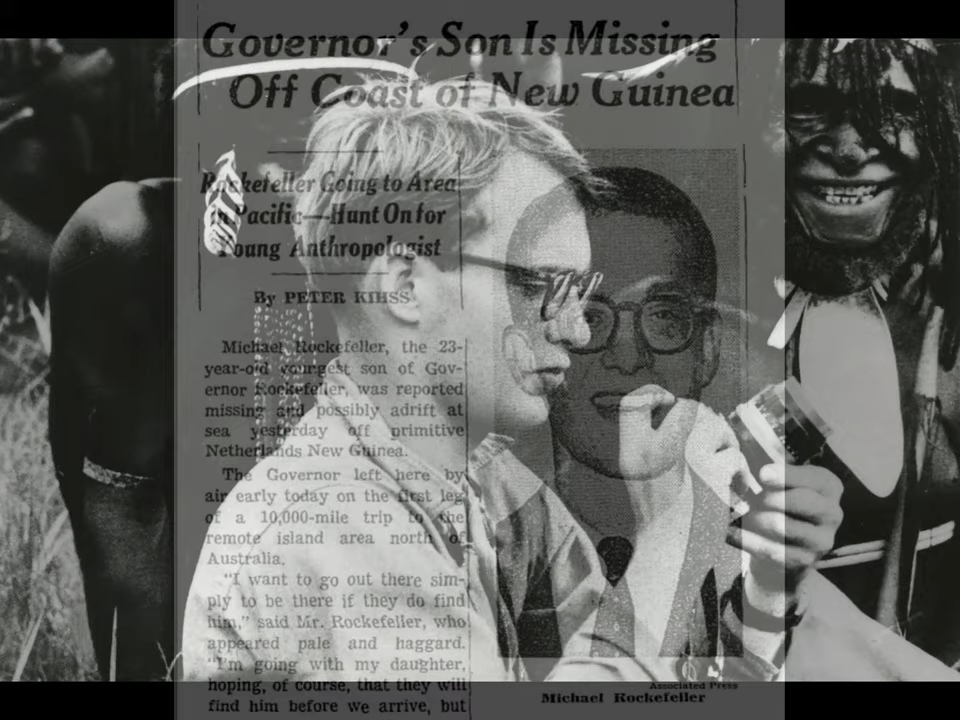 Governor's Son Is Missing
Off Coast of New Guinea
Rockefeller Going to Area
in Pacific—Hunt On for
Young Anthropologist
By PETER KIHSS
Michael Rockefeller, the 23-
year-old youngest son of Gov-
ernor Rockefeller, was reported
missing and possibly adrift at
sea yesterday off primitive
Netherlands New Guinea.
The Governor left here by
air early today on the first leg
of a 10,000-mile trip to the
remote island area north of
Australia.
"I want to go out there sim-
ply to be there if they do find
him," said Mr. Rockefeller, who
appeared pale and haggard.
"I'm going with my daughter,
hoping, of course, that they will
find him before we arrive, but
Associated Press
Michael Rockefeller